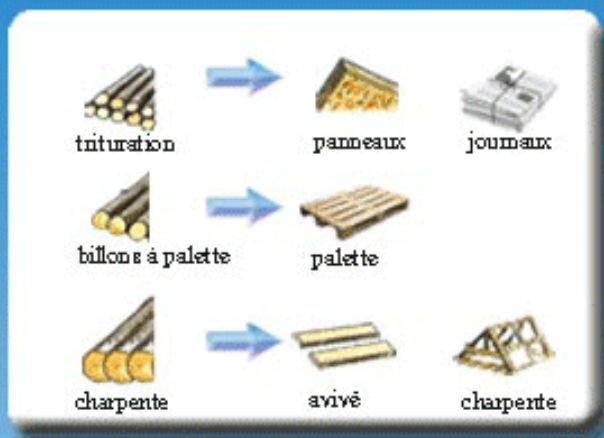 trituration panneaux journaux
billons à palette palette
charpente avivé charpente